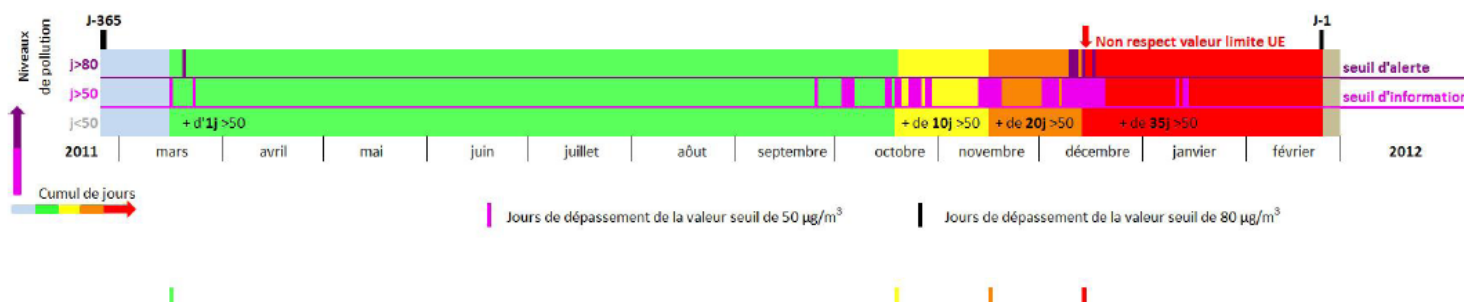 J-365
J-1
Niveaux
de pollution
Non respect valeur limite UE
j>80
seuil d'alerte
j>50
seuil d'information
j<50
+ d'1j >50
+ de 10j >50
+ de 20j >50
+ de 35j >50
2011
mars
avril
mai
juin
juillet
aôut
septembre
octobre
novembre
décembre
janvier
février
2012
Cumul de jours
Jours de dépassement de la valeur seuil de 50 µg/m³
Jours de dépassement de la valeur seuil de 80 µg/m³